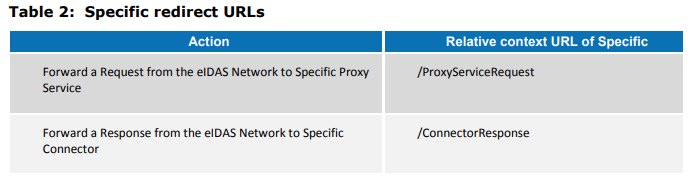 Table 2: Specific redirect URLs
Action
Relative context URL of Specific
Forward a Request from the eIDAS Network to Specific Proxy
Service
/ProxyServiceRequest
Forward a Response from the eIDAS Network to Specific
Connector
/ConnectorResponse